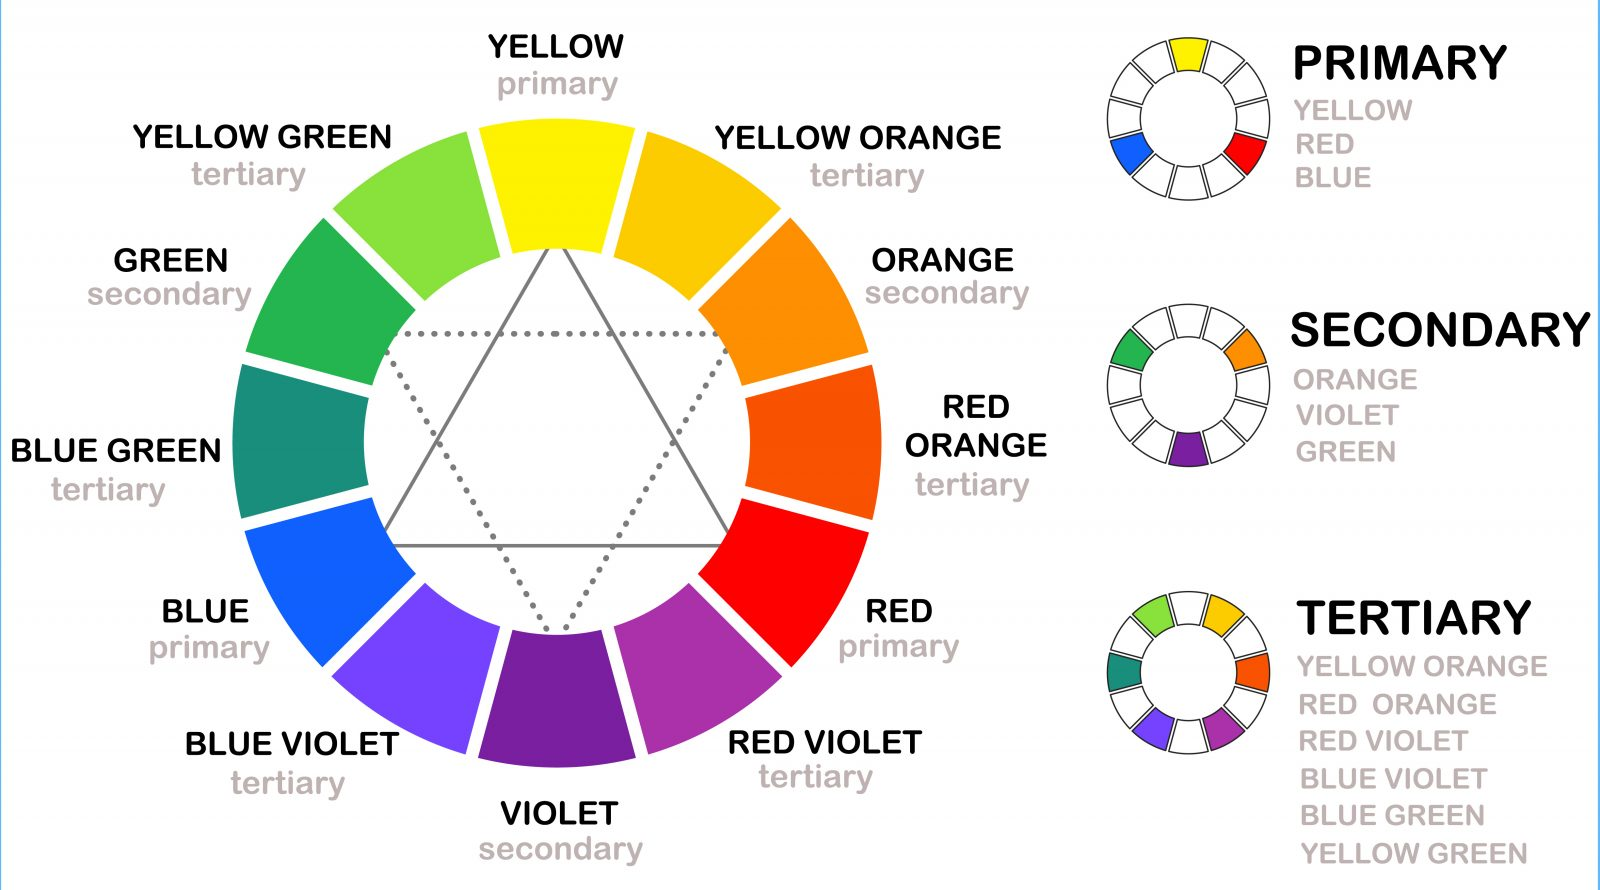 YELLOW
primary
YELLOW GREEN
tertiary
YELLOW ORANGE
tertiary
GREEN
secondary
ORANGE
secondary
BLUE GREEN
tertiary
RED
ORANGE
tertiary
BLUE
primary
RED
primary
BLUE VIOLET
tertiary
RED VIOLET
tertiary
VIOLET
secondary
PRIMARY
YELLOW
RED
BLUE
SECONDARY
ORANGE
VIOLET
GREEN
TERTIARY
YELLOW ORANGE
RED ORANGE
RED VIOLET
BLUE VIOLET
BLUE GREEN
YELLOW GREEN